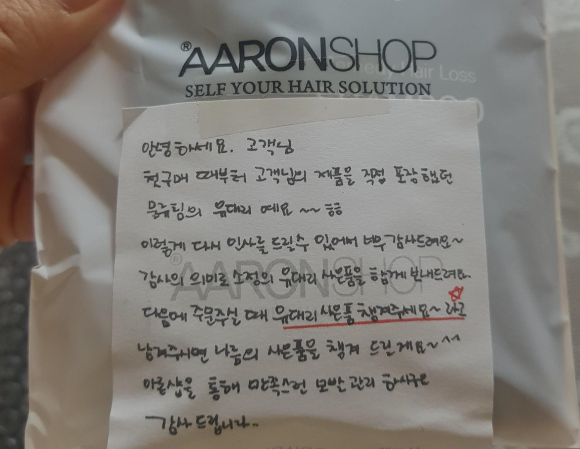 ®AARONSHOP
SELF YOUR HAIR SOLUTION
Hair Loss
안녕하세요. 고객님
첫구매 때부터 고객님의 제품을 직접 포장했던
물류팀의 유대리 예요~~ ㅎㅎ
이렇게 다시 인사를 드릴수 있어서 너무 감사드려요~
감사의 의미로 소정의 유대리 사은품을 함께 보내드려요.
다음에 주문주실 때 유대리 사은품 챙겨주세요~ 라고
남겨주시면 나름의 사은품을 챙겨 드릴게요~ ^^
아론샵을 통해 만족스런 모발관리 하시구요
감사드립니다..
AARONSHOP